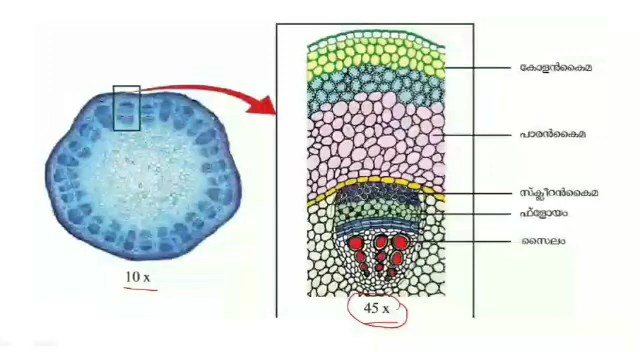 കോളൻകൈമ
പാരൻകൈമ
സ്ക്ലീറൻകൈമ
ഫ്ളോയം
സൈലം
10 x
45 x